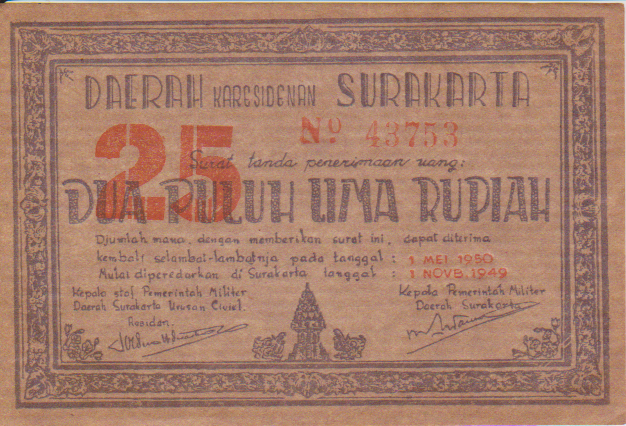 DAERAH KARESIDENAN SURAKARTA
25
No 43753
Surat tanda penerimaan uang:
DUA PULUH LIMA RUPIAH
Djumlah mana, dengan memberikan surat ini, dapat diterima
kembali selambat-lambatnja pada tanggal : 1 MEI 1950
Mulai diperedarkan di Surakarta tanggal : 1 NOVB. 1949
Kepala staf Pemerintah Militer
Daerah Surakarta Urusan Civiel.
Residen.
Kepala Pemerintah Militer
Daerah Surakarta